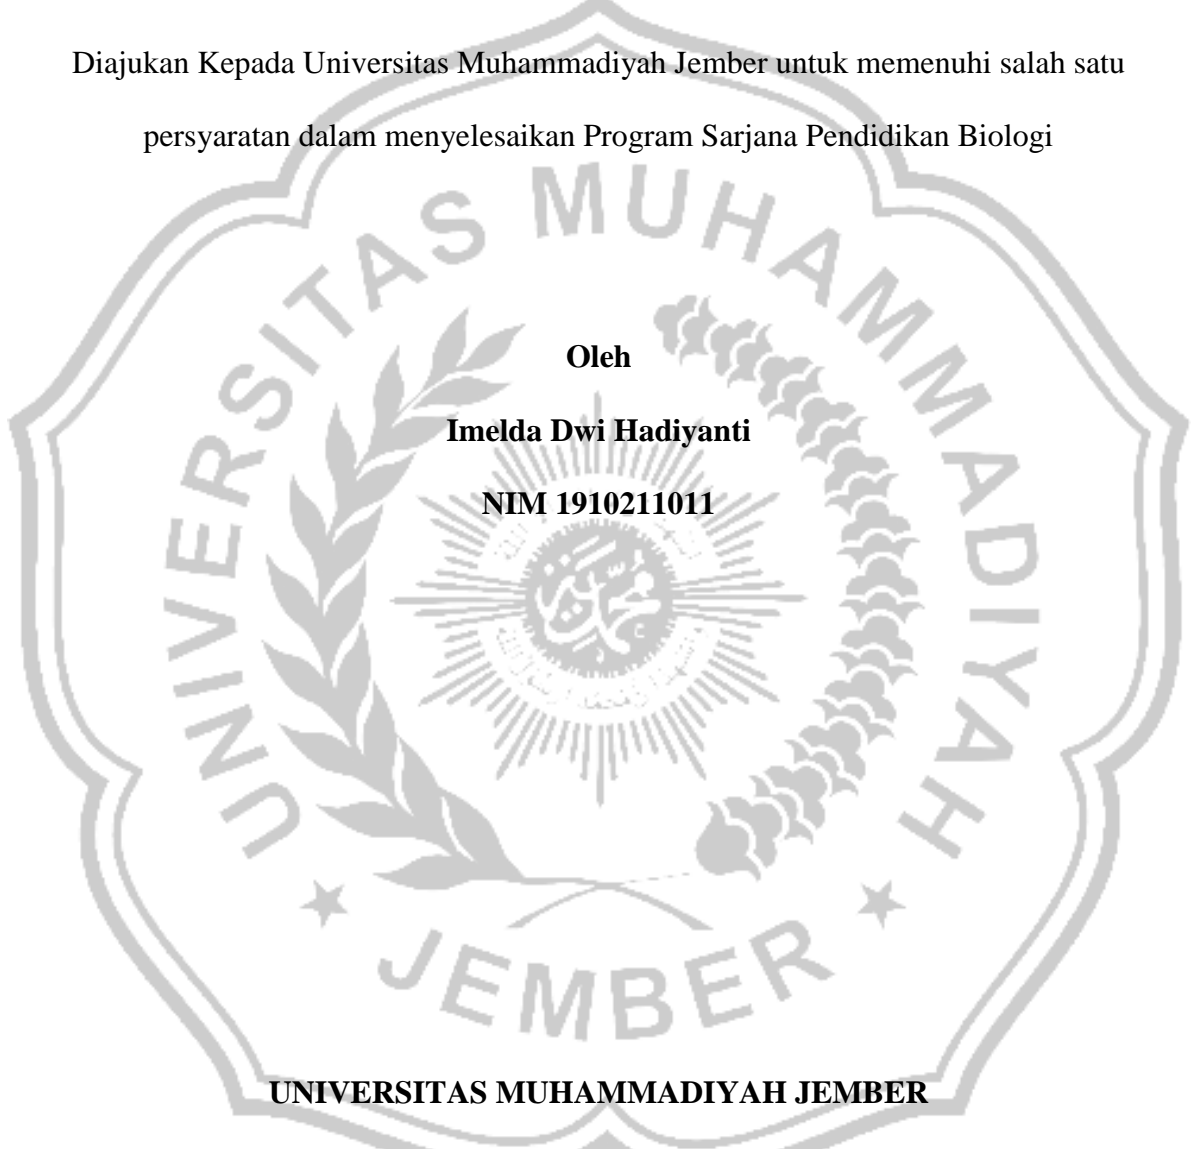 Diajukan Kepada Universitas Muhammadiyah Jember untuk memenuhi salah satu
persyaratan dalam menyelesaikan Program Sarjana Pendidikan Biologi
UNIVERSITAS MUHAMMADIYAH
Oleh
Imelda Dwi Hadiyanti
NIM 1910211011
JEMBER
UNIVERSITAS MUHAMMADIYAH JEMBER